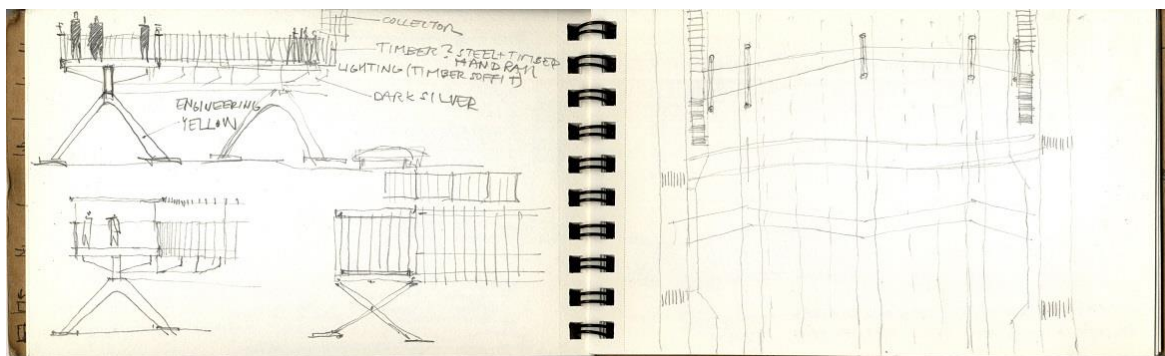 COLLECTOR
TIMBER? STEEL+TIMBER
HANDRAIL
LIGHTING (TIMBER SOFFIT)
DARK SILVER
ENGINEERING
YELLOW